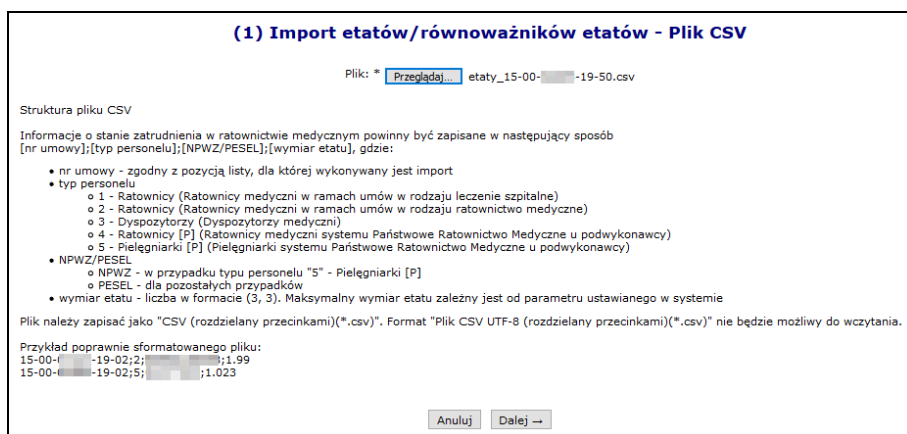 (1) Import etatów/równoważników etatów - Plik CSV
Plik: * Przeglądaj... etaty_15-00- -19-50.csv
Struktura pliku CSV
Informacje o stanie zatrudnienia w ratownictwie medycznym powinny być zapisane w następujący sposób
[nr umowy];[typ personelu];[NPWZ/PESEL];[wymiar etatu], gdzie:
• nr umowy - zgodny z pozycją listy, dla której wykonywany jest import
• typ personelu
o 1 - Ratownicy (Ratownicy medyczni w ramach umów w rodzaju leczenie szpitalne)
o 2 - Ratownicy (Ratownicy medyczni w ramach umów w rodzaju ratownictwo medyczne)
o 3 - Dyspozytorzy (Dyspozytorzy medyczni)
o 4 - Ratownicy [P] (Ratownicy medyczni systemu Państwowe Ratownictwo Medyczne u podwykonawcy)
o 5 - Pielęgniarki [P] (Pielęgniarki systemu Państwowe Ratownictwo Medyczne u podwykonawcy)
• NPWZ/PESEL
o NPWZ - w przypadku typu personelu "5" - Pielęgniarki [P]
o PESEL - dla pozostałych przypadków
• wymiar etatu - liczba w formacie (3, 3). Maksymalny wymiar etatu zależny jest od parametru ustawianego w systemie
Plik należy zapisać jako "CSV (rozdzielany przecinkami)(*.csv)". Format "Plik CSV UTF-8 (rozdzielany przecinkami)(*.csv)" nie będzie możliwy do wczytania.
Przykład poprawnie sformatowanego pliku:
15-00- -19-02;2; ;1.99
15-00- -19-02;5; ;1.023
Anuluj Dalej →